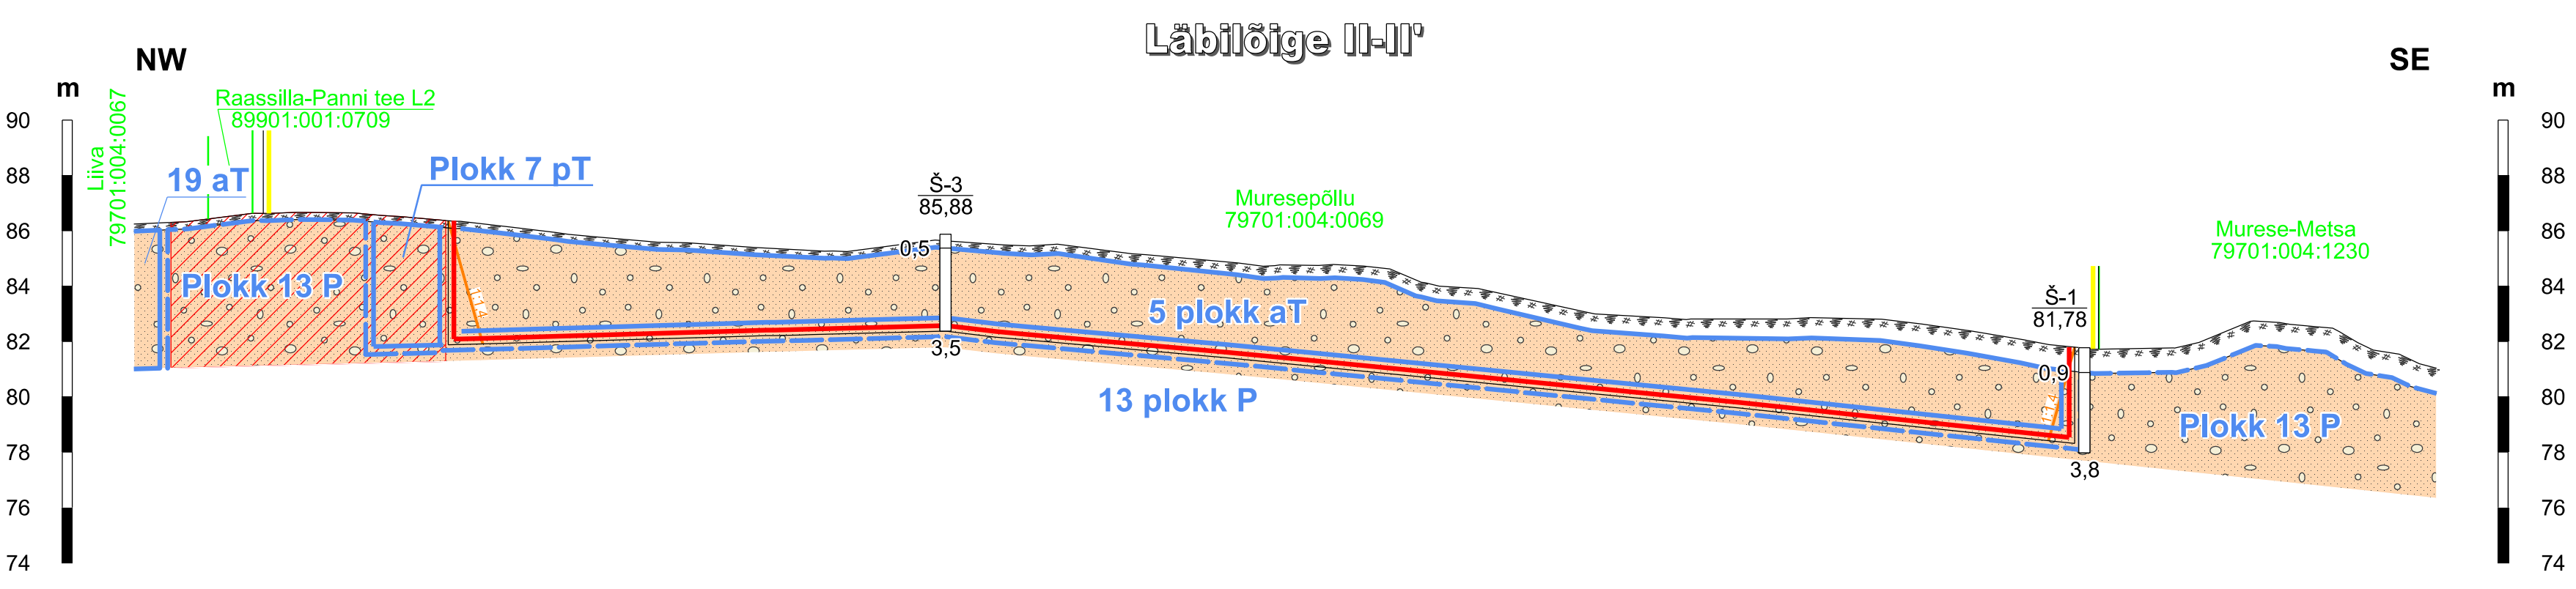 Läbilõige II-II'
NW
SE
m
m
90
88
86
84
82
80
78
76
74
Liiva
79701:004:0067
Raassilla-Panni tee L2
89901:001:0709
19 aT
Plokk 7 pT
Plokk 13 P
Š-3
85,88
0,5
3,5
Muresepõllu
79701:004:0069
5 plokk aT
13 plokk P
Š-1
81,78
0,9
3,8
Murese-Metsa
79701:004:1230
Plokk 13 P
90
88
86
84
82
80
78
76
74